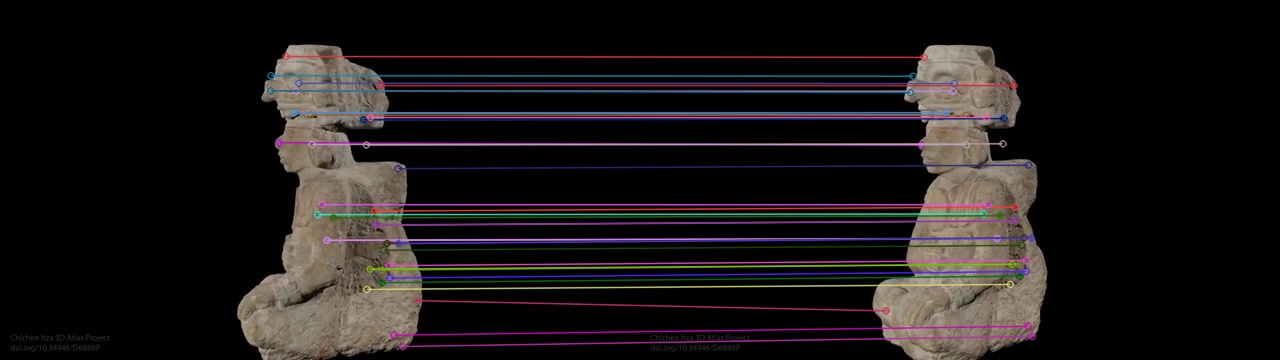 Chichen Itza 3D Atlas Project
doi.org/10.34946/D6B88P
Chichen Itza 3D Atlas Project
doi.org/10.34946/D6B88P